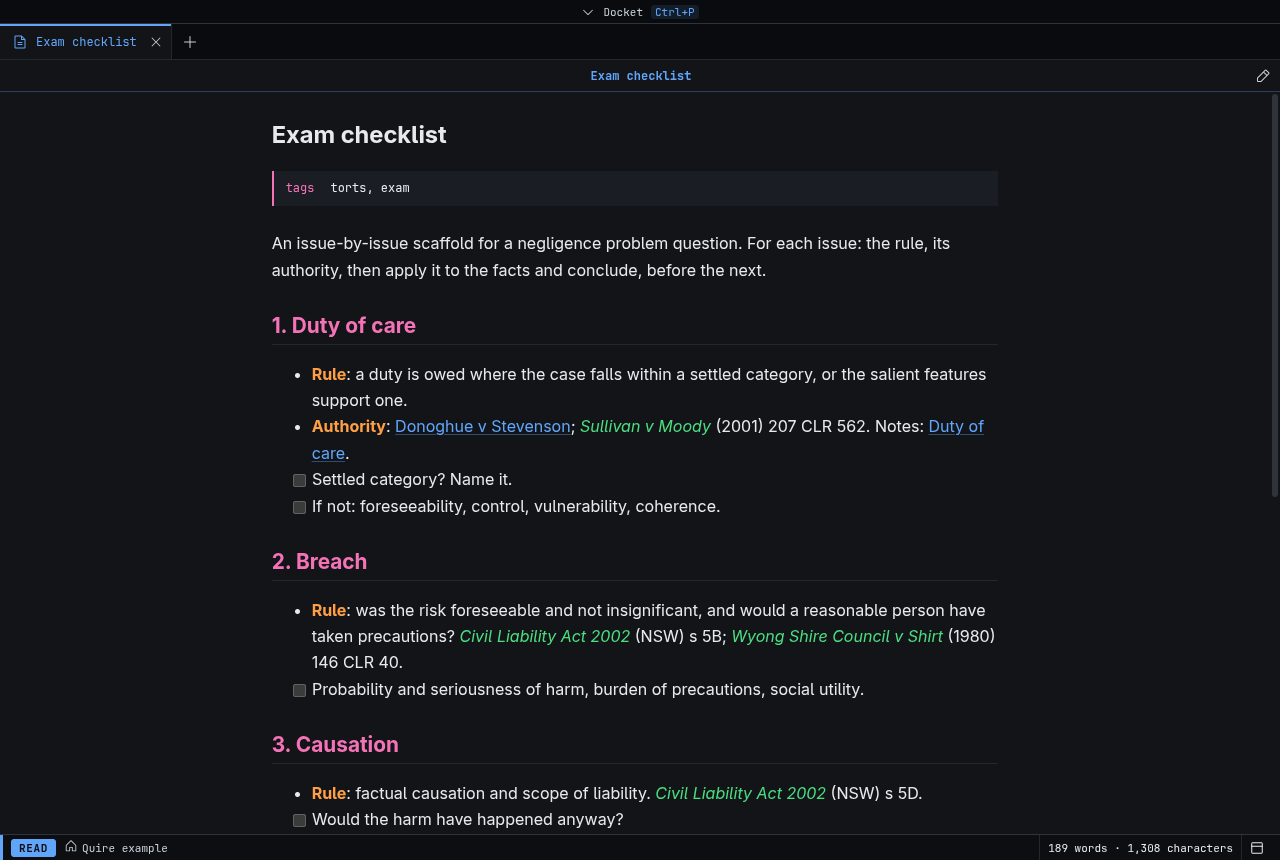 Docket Ctrl+P
Exam checklist
Exam checklist
Exam checklist
tags torts, exam
An issue-by-issue scaffold for a negligence problem question. For each issue: the rule, its
authority, then apply it to the facts and conclude, before the next.
1. Duty of care
• Rule: a duty is owed where the case falls within a settled category, or the salient features
support one.
• Authority: Donoghue v Stevenson; Sullivan v Moody (2001) 207 CLR 562. Notes: Duty of
care.
Settled category? Name it.
If not: foreseeability, control, vulnerability, coherence.
2. Breach
• Rule: was the risk foreseeable and not insignificant, and would a reasonable person have
taken precautions? Civil Liability Act 2002 (NSW) s 5B; Wyong Shire Council v Shirt (1980)
146 CLR 40.
Probability and seriousness of harm, burden of precautions, social utility.
3. Causation
• Rule: factual causation and scope of liability. Civil Liability Act 2002 (NSW) s 5D.
Would the harm have happened anyway?
READ Quire example 189 words · 1,308 characters